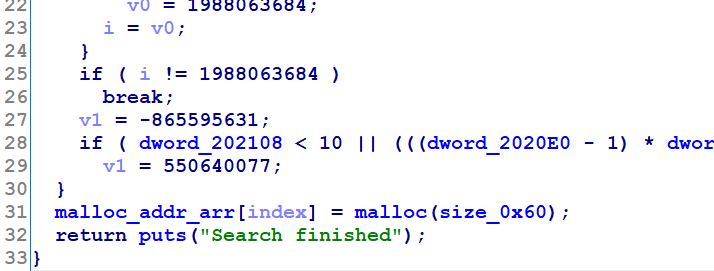 22 v0 = 1988063684;
23 i = v0;
24 }
25 if ( i != 1988063684 )
26 break;
27 v1 = -865595631;
28 if ( dword_202108 < 10 || (((dword_2020E0 - 1) * dwor
29 v1 = 550640077;
30 }
31 malloc_addr_arr[index] = malloc(size_0x60);
32 return puts("Search finished");
33 }